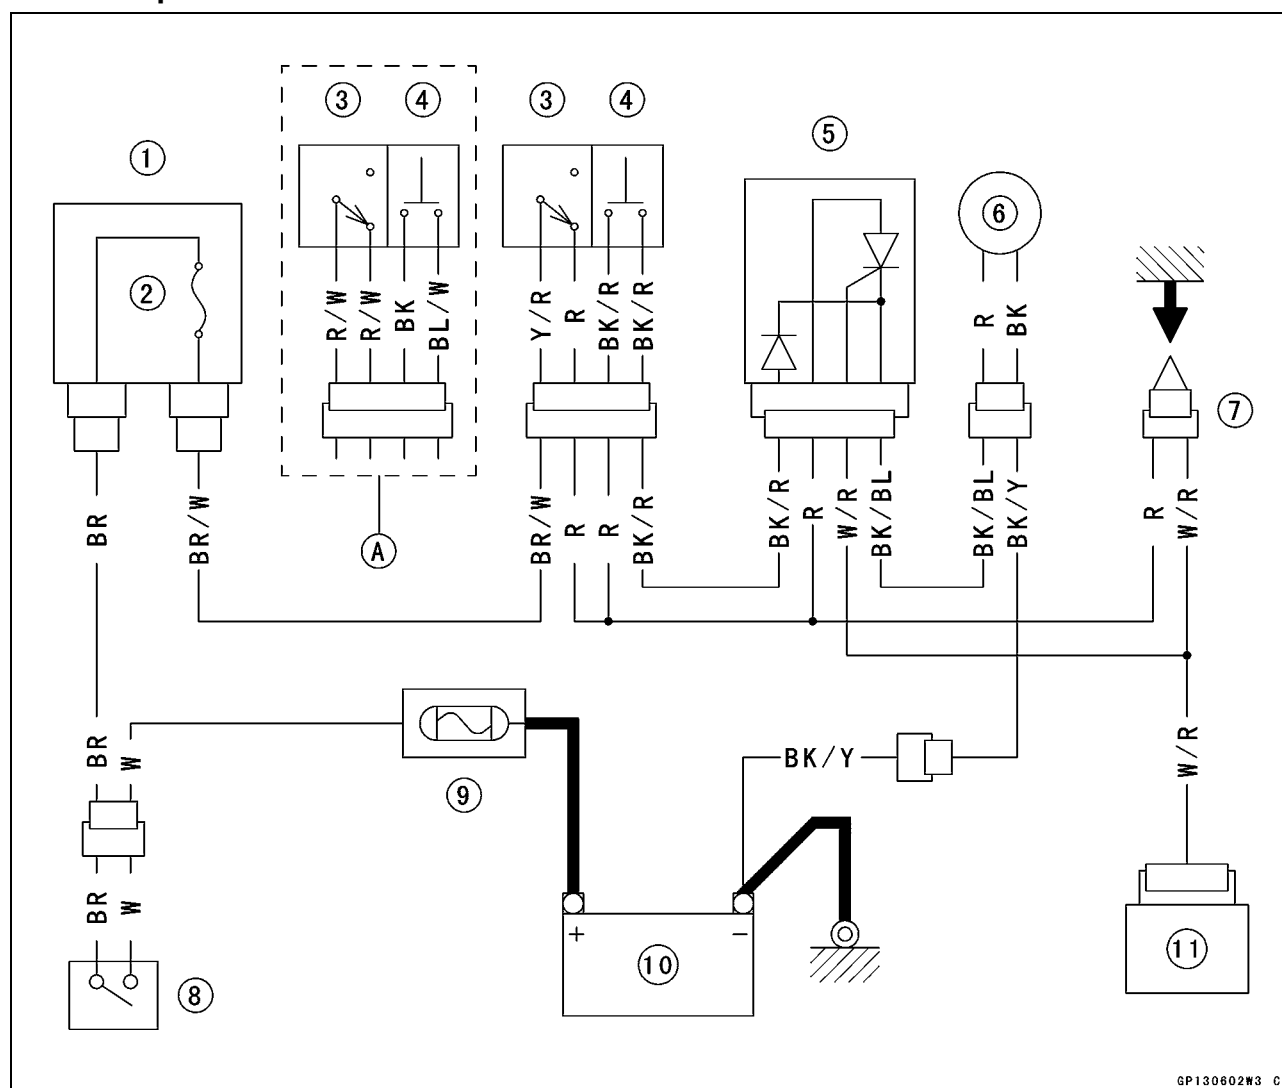 3 4 3 4
5
1
6
2
R/W R/W BK BL/W Y/R R BK/R BK/R R BK
7
BR BR/W BR/W R R BK/R BK/R R W/R BK/BL BK/BL BK/Y R W/R
A
BR W BK/Y W/R
9
BR W
+ −
10 11
8
GP130602W3 C